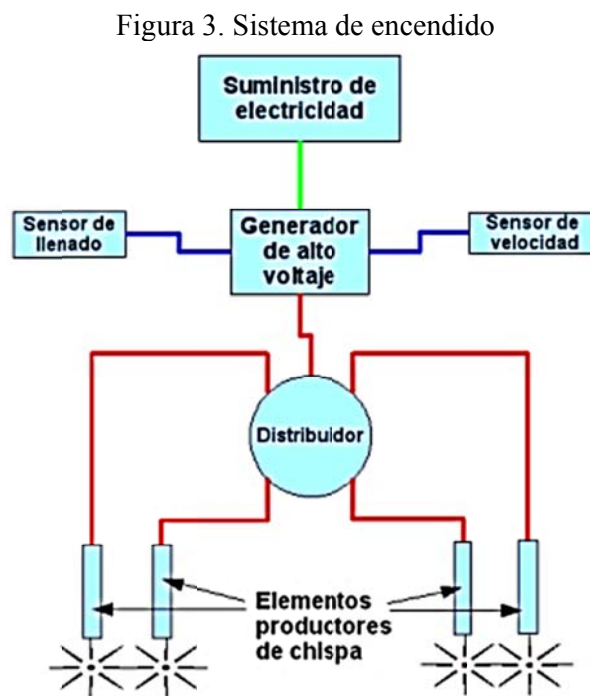 Figura 3. Sistema de encendido
Suministro de
electricidad
Sensor de
llenado
Generador
de alto
voltaje
Sensor de
velocidad
Distribuidor
Elementos
productores
de chispa